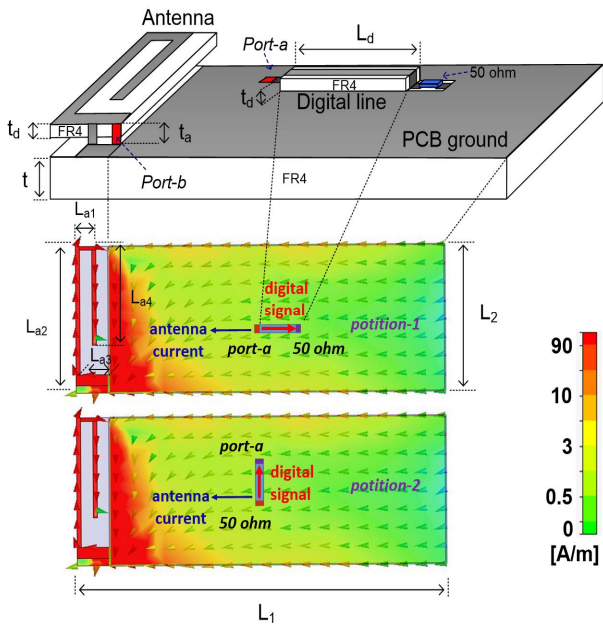 Antenna
Port-a
L_d
50 ohm
t_d
FR4
Digital line
t_d
FR4
t_a
PCB ground
Port-b
t
FR4
L_a1
L_a2
L_a4
L_a3
digital
signal
antenna
current
port-a
50 ohm
potition-1
L_2
90
10
3
0.5
0
[A/m]
port-a
digital
signal
antenna
current
50 ohm
potition-2
L_1